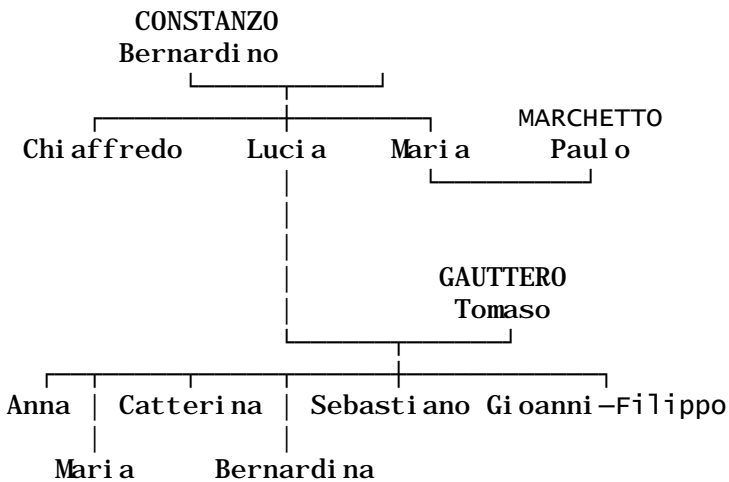 CONSTANZO
Bernardino
MARCHETTO
Chiaffredo Lucia Maria Paulo
GAUTTERO
Tomaso
Anna Catterina Sebastiano Gioanni-Filippo
Maria Bernardina